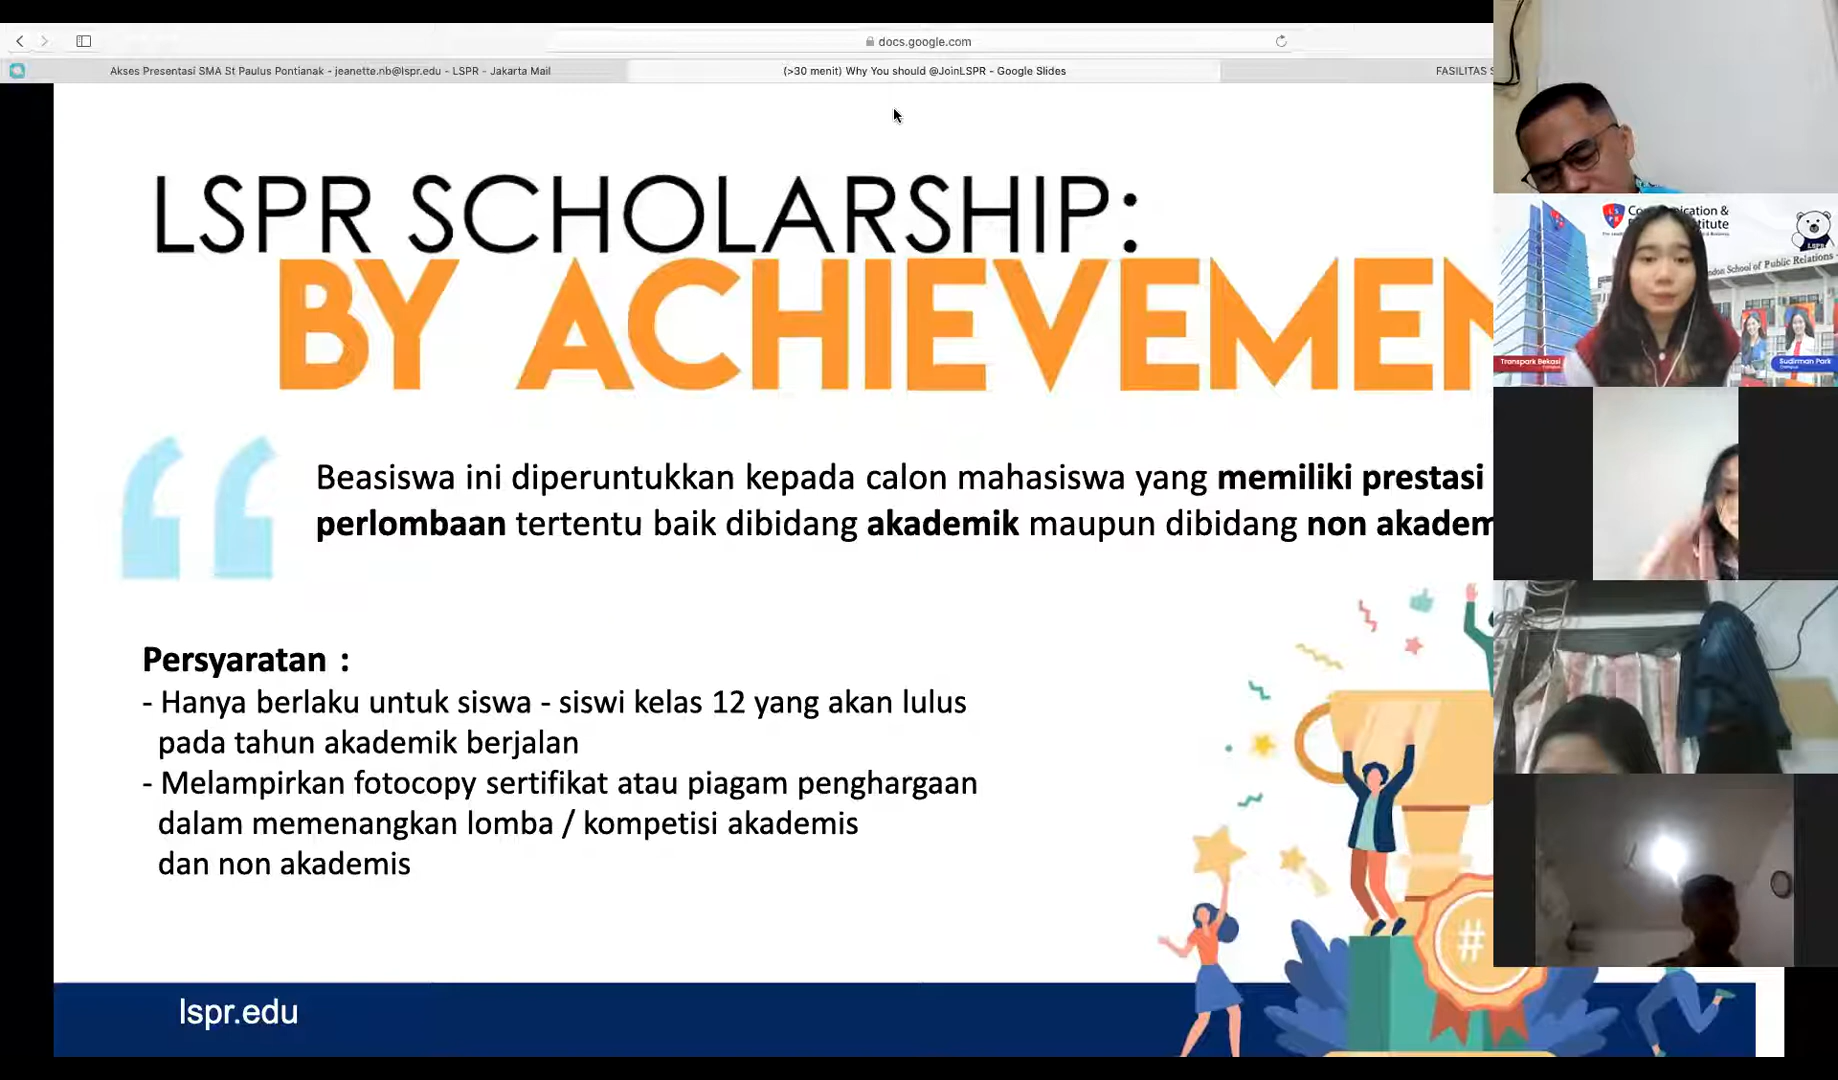 docs.google.com
Akses Presentasi SMA St Paulus Pontianak - jeanette.nb@lspr.edu - LSPR - Jakarta Mail
(>30 menit) Why You should @JoinLSPR - Google Slides
FASILITAS S
LSPR SCHOLARSHIP:
BY ACHIEVEMEN
Beasiswa ini diperuntukkan kepada calon mahasiswa yang memiliki prestasi
perlombaan tertentu baik dibidang akademik maupun dibidang non akadem
Persyaratan :
- Hanya berlaku untuk siswa - siswi kelas 12 yang akan lulus
pada tahun akademik berjalan
- Melampirkan fotocopy sertifikat atau piagam penghargaan
dalam memenangkan lomba / kompetisi akademis
dan non akademis
#
lspr.edu
LSPR
School of Public Relations
Transpark Bekasi
Campus
Sudirman Park
Campus